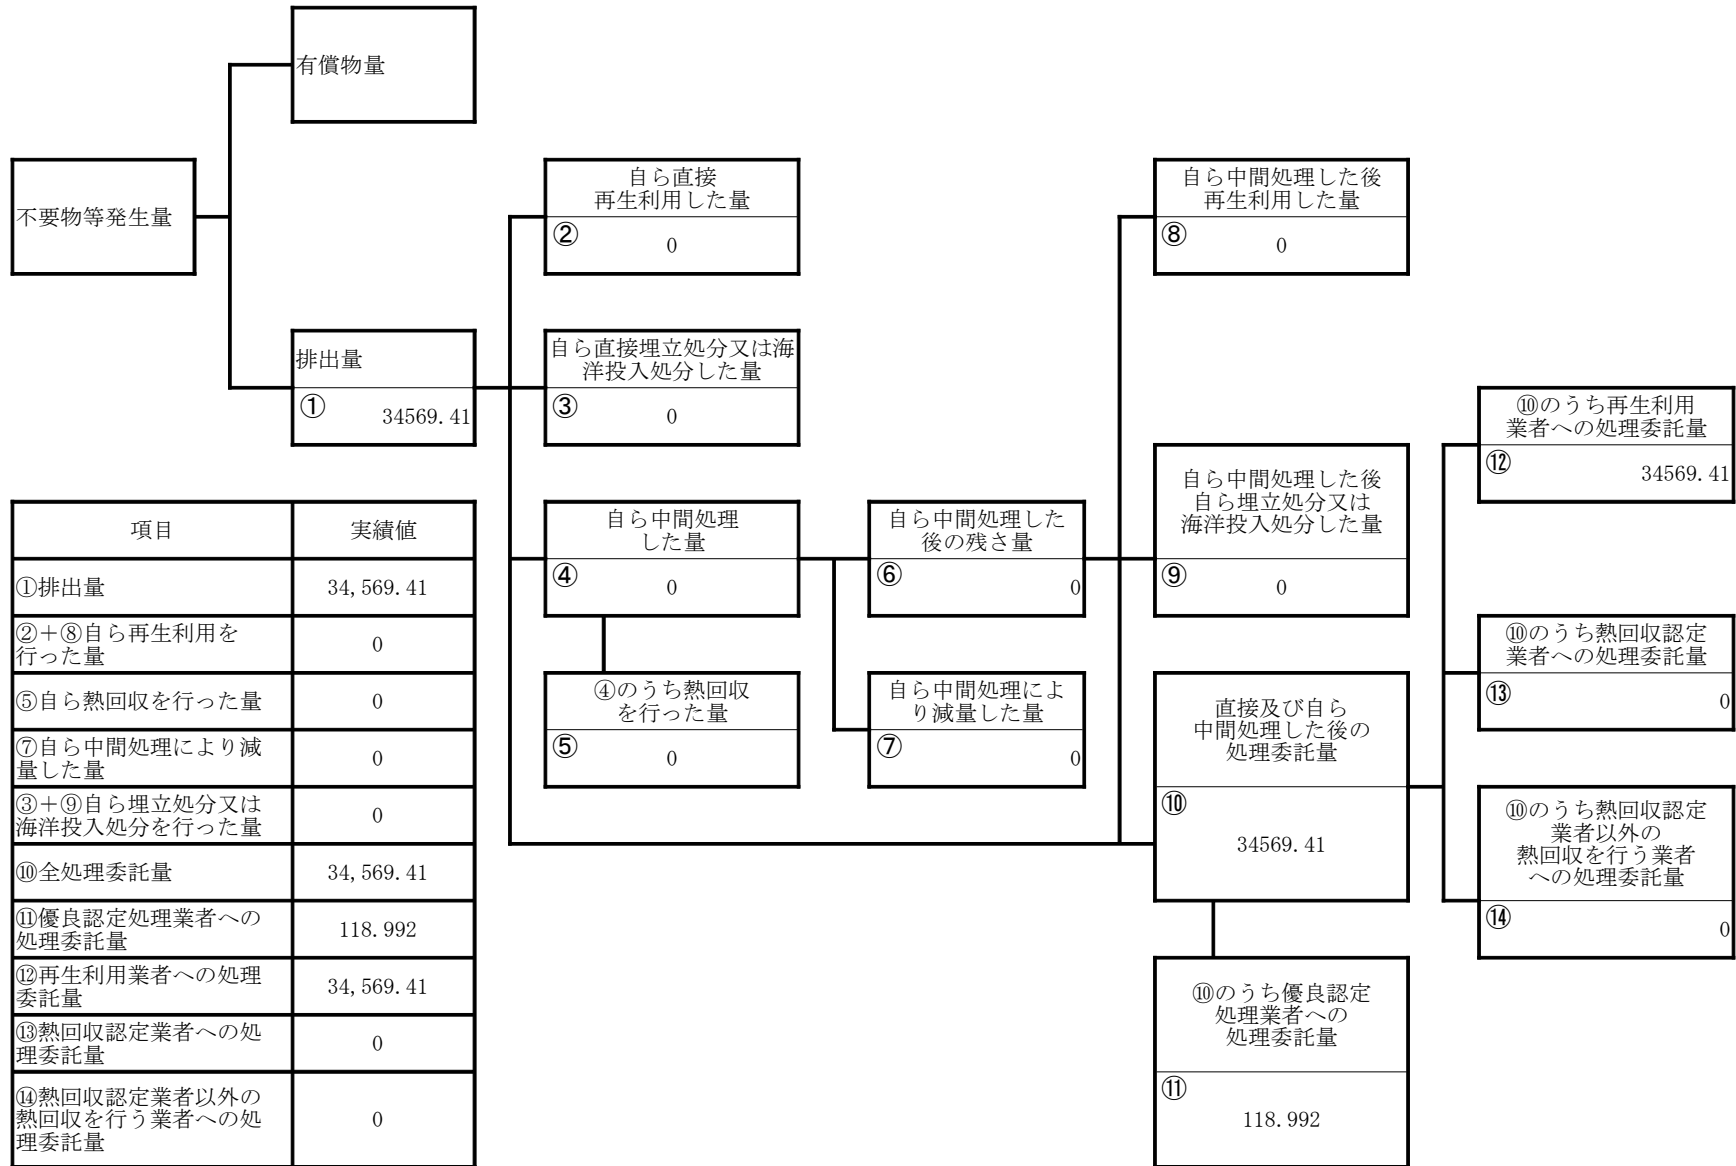 有償物量
不要物等発生量
排出量
①
34569.41
自ら直接
再生利用した量
②
0
自ら直接埋立処分又は海
洋投入処分した量
③
0
自ら中間処理
した量
④
0
④のうち熱回収
を行った量
⑤
0
自ら中間処理した
後の残さ量
⑥
0
自ら中間処理によ
り減量した量
⑦
0
自ら中間処理した後
再生利用した量
⑧
0
自ら中間処理した後
自ら埋立処分又は
海洋投入処分した量
⑨
0
直接及び自ら
中間処理した後の
処理委託量
⑩
34569.41
⑩のうち優良認定
処理業者への
処理委託量
⑪
118.992
⑩のうち再生利用
業者への処理委託量
⑫
34569.41
⑩のうち熱回収認定
業者への処理委託量
⑬
0
⑩のうち熱回収認定
業者以外の
熱回収を行う業者
への処理委託量
⑭
0
項目 実績値
①排出量 34,569.41
②＋⑧自ら再生利用を
行った量 0
⑤自ら熱回収を行った量 0
⑦自ら中間処理により減
量した量 0
③＋⑨自ら埋立処分又は
海洋投入処分を行った量 0
⑩全処理委託量 34,569.41
⑪優良認定処理業者への
処理委託量 118.992
⑫再生利用業者への処理
委託量 34,569.41
⑬熱回収認定業者への処
理委託量 0
⑭熱回収認定業者以外の
熱回収を行う業者への処
理委託量 0